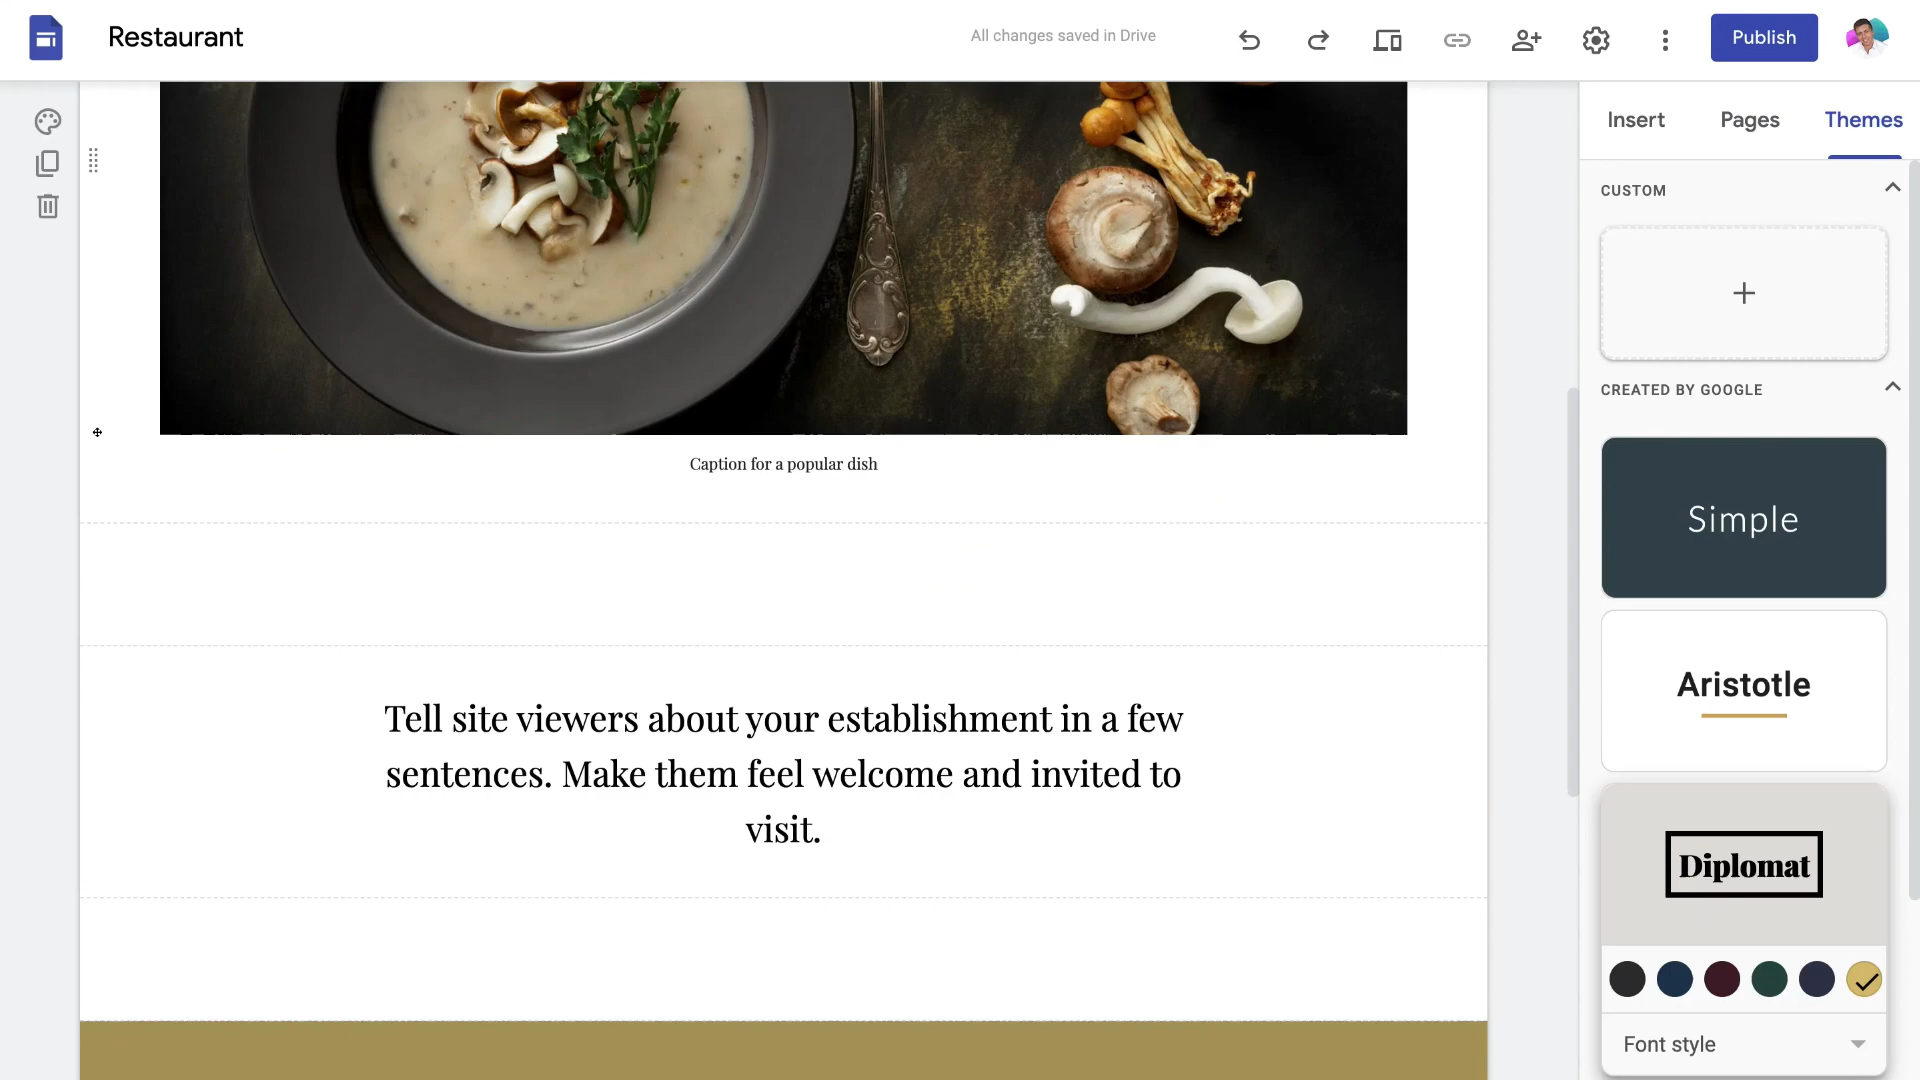 Restaurant
All changes saved in Drive
Publish
Insert
Pages
Themes
CUSTOM
CREATED BY GOOGLE
Simple
Aristotle
Diplomat
Font style
Caption for a popular dish
Tell site viewers about your establishment in a few
sentences. Make them feel welcome and invited to
visit.